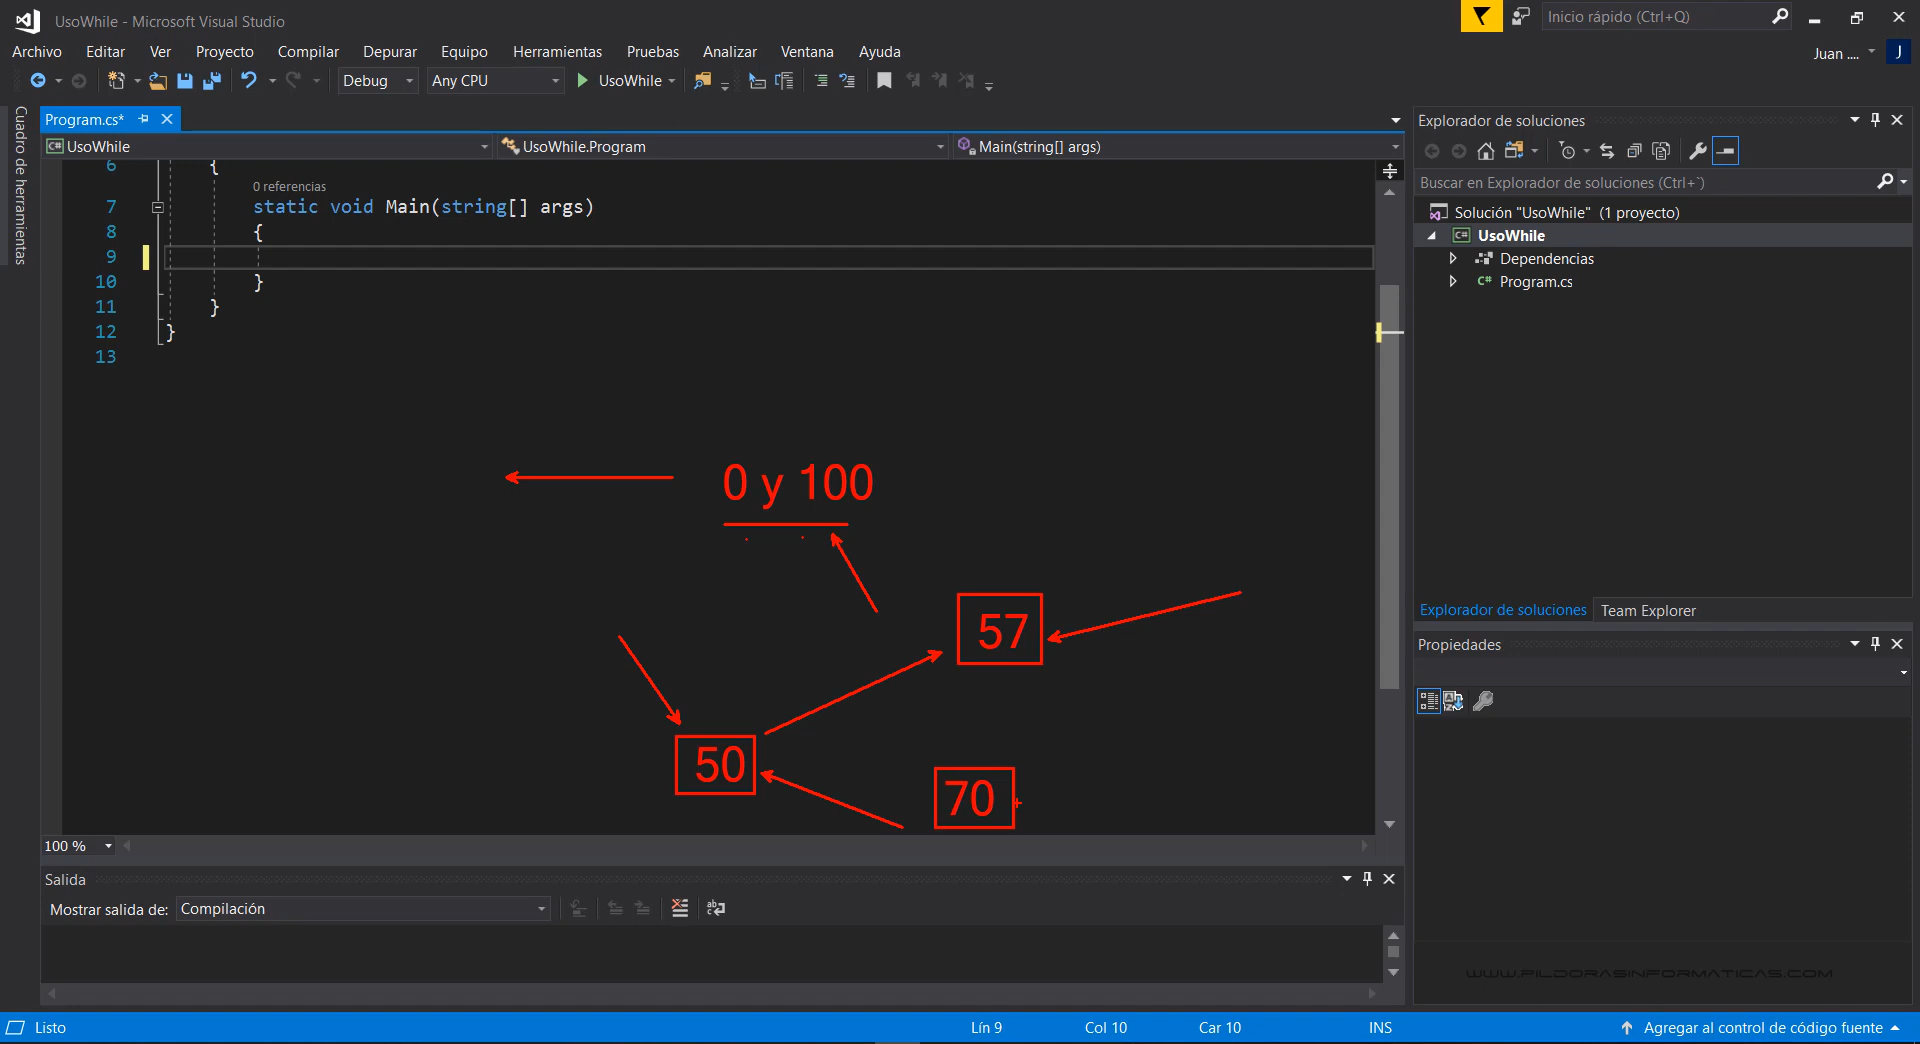 UsoWhile - Microsoft Visual Studio
Inicio rápido (Ctrl+Q)
Archivo Editar Ver Proyecto Compilar Depurar Equipo Herramientas Pruebas Analizar Ventana Ayuda
Juan .... J
Debug Any CPU UsoWhile
Cuadro de herramientas
Program.cs*
C# UsoWhile UsoWhile.Program Main(string[] args)
6 {
0 referencias
7 static void Main(string[] args)
8 {
9
10 }
11 }
12 }
13
0 y 100
57
50
70
100 %
Salida
Mostrar salida de: Compilación
Explorador de soluciones
Buscar en Explorador de soluciones (Ctrl+`)
Solución "UsoWhile" (1 proyecto)
C# UsoWhile
Dependencias
C# Program.cs
Explorador de soluciones Team Explorer
Propiedades
WWW.PILDORASINFORMATICAS.COM
Listo Lín 9 Col 10 Car 10 INS Agregar al control de código fuente